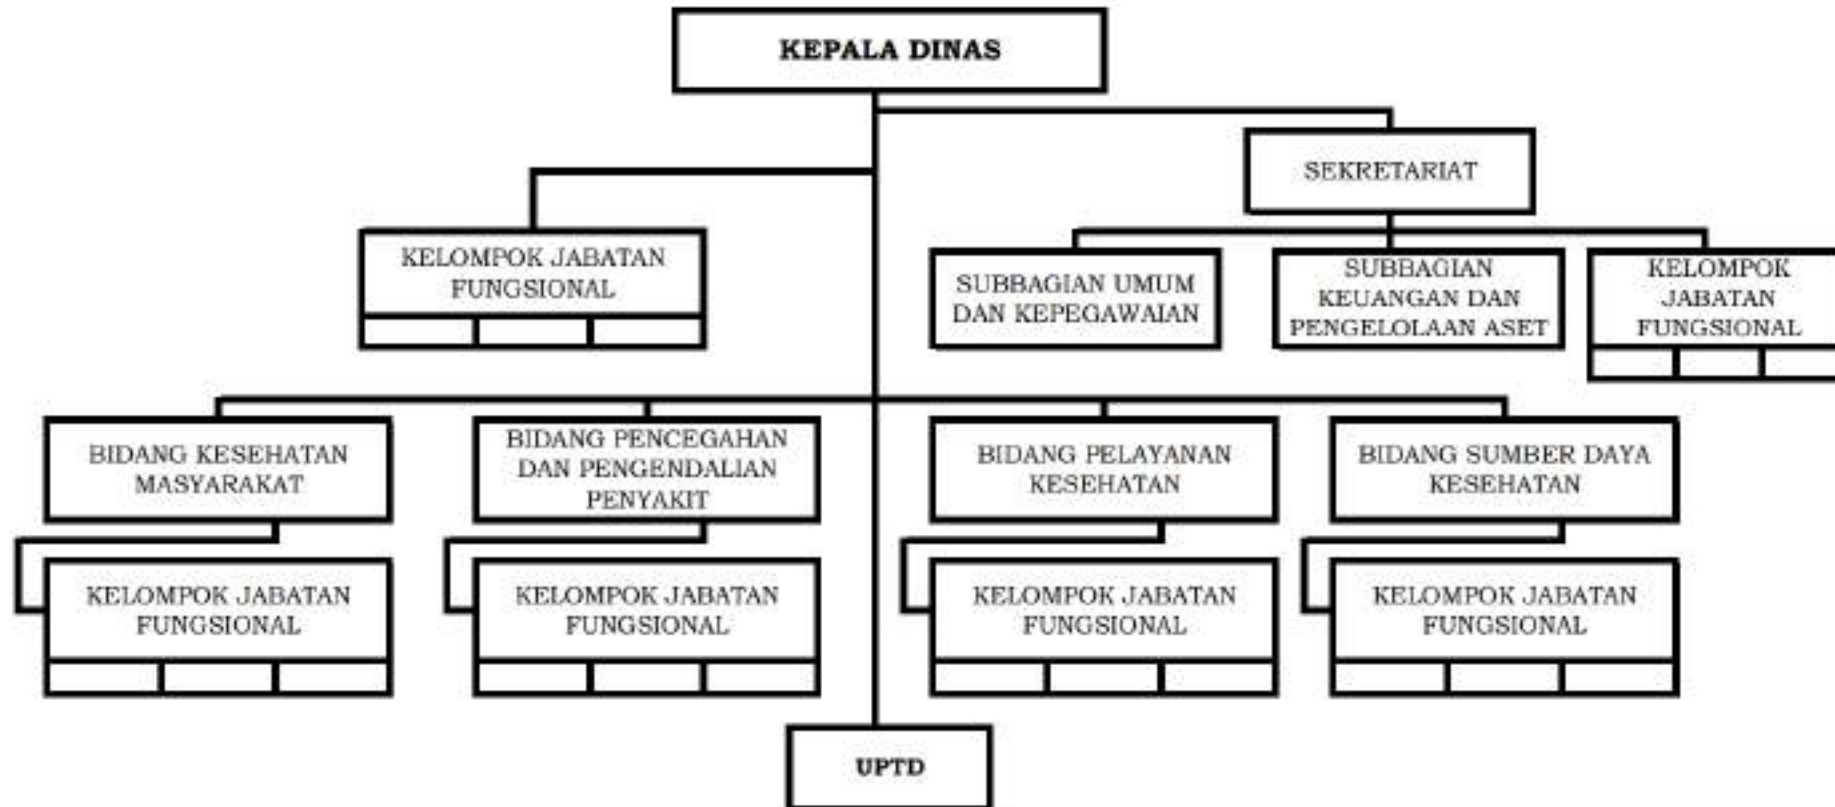 KEPALA DINAS
SEKRETARIAT
KELOMPOK JABATAN
FUNGSIONAL
SUBBAGIAN UMUM
DAN KEPEGAWAIAN
SUBBAGIAN
KEUANGAN DAN
PENGELOLAAN ASET
KELOMPOK
JABATAN
FUNGSIONAL
BIDANG KESEHATAN
MASYARAKAT
BIDANG PENCEGAHAN
DAN PENGENDALIAN
PENYAKIT
BIDANG PELAYANAN
KESEHATAN
BIDANG SUMBER DAYA
KESEHATAN
KELOMPOK JABATAN
FUNGSIONAL
KELOMPOK JABATAN
FUNGSIONAL
KELOMPOK JABATAN
FUNGSIONAL
KELOMPOK JABATAN
FUNGSIONAL
UPTD